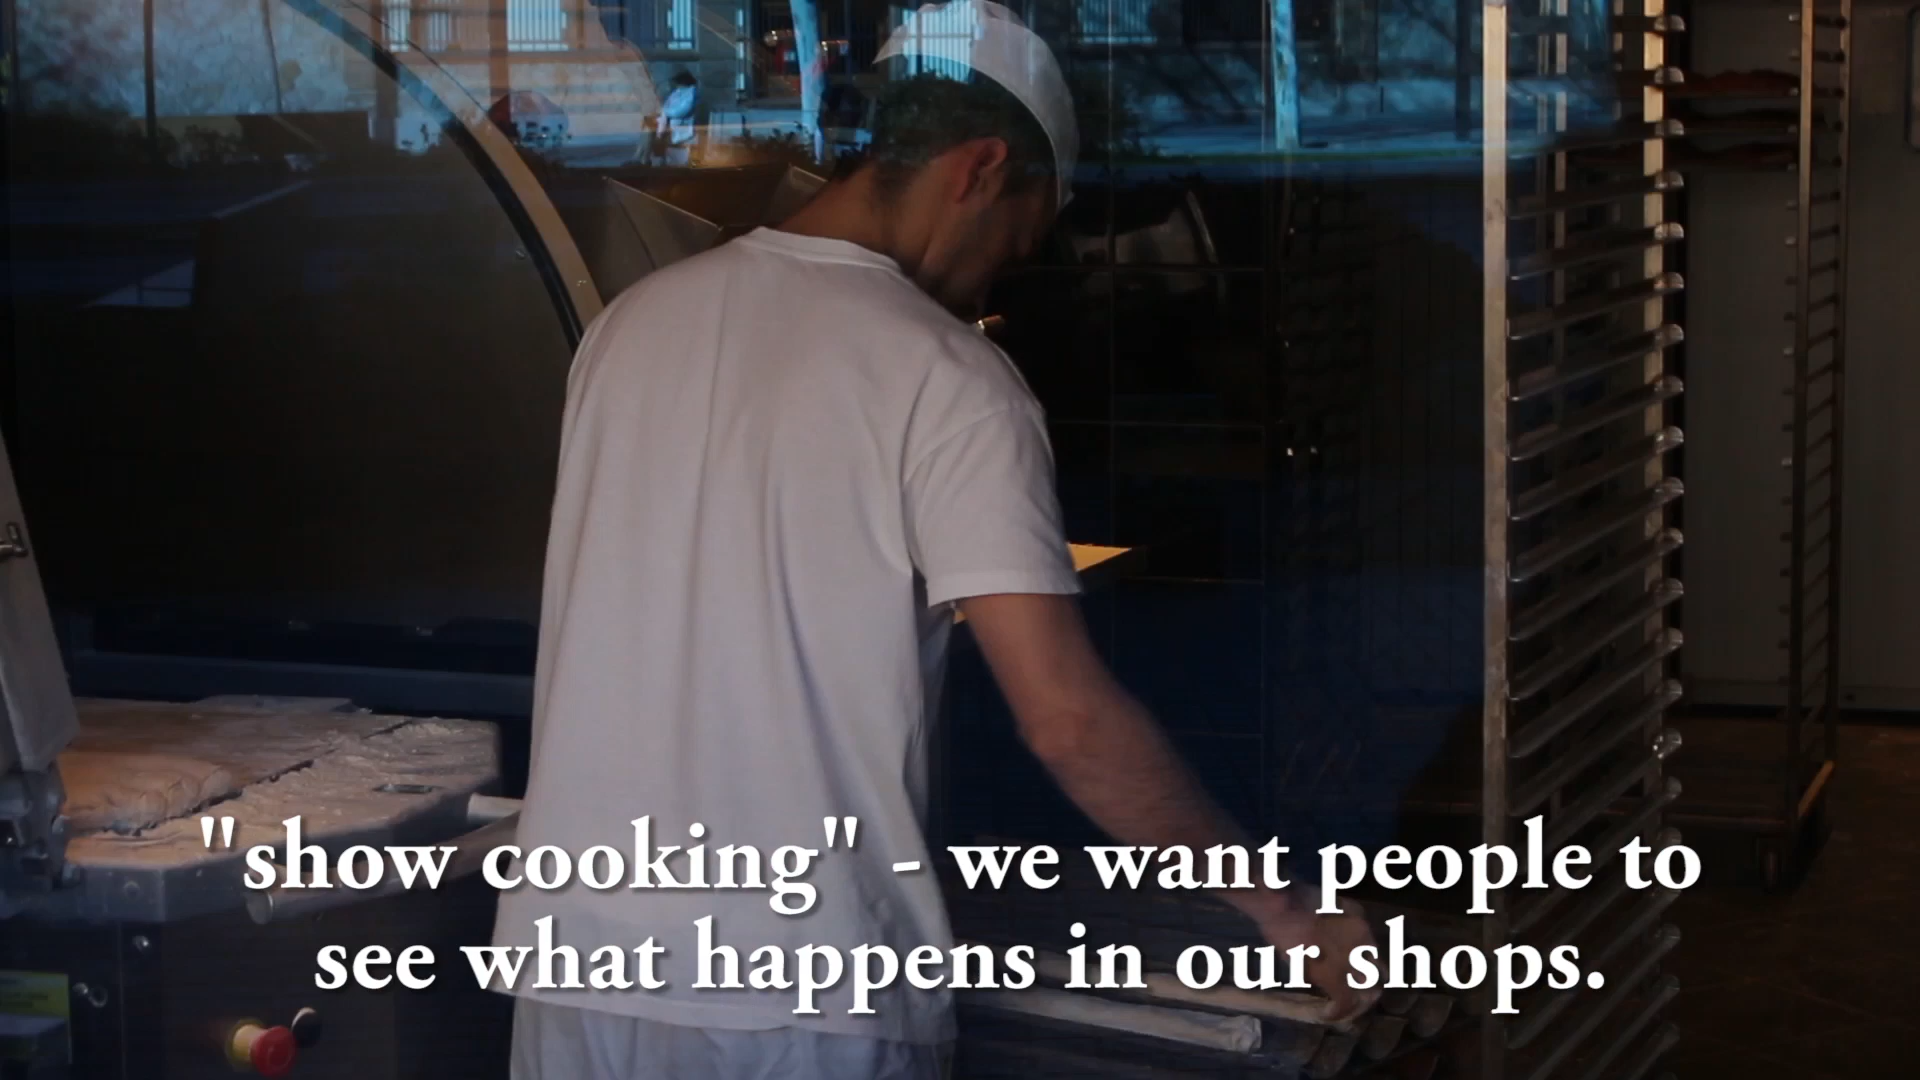 "show cooking" - we want people to
see what happens in our shops.